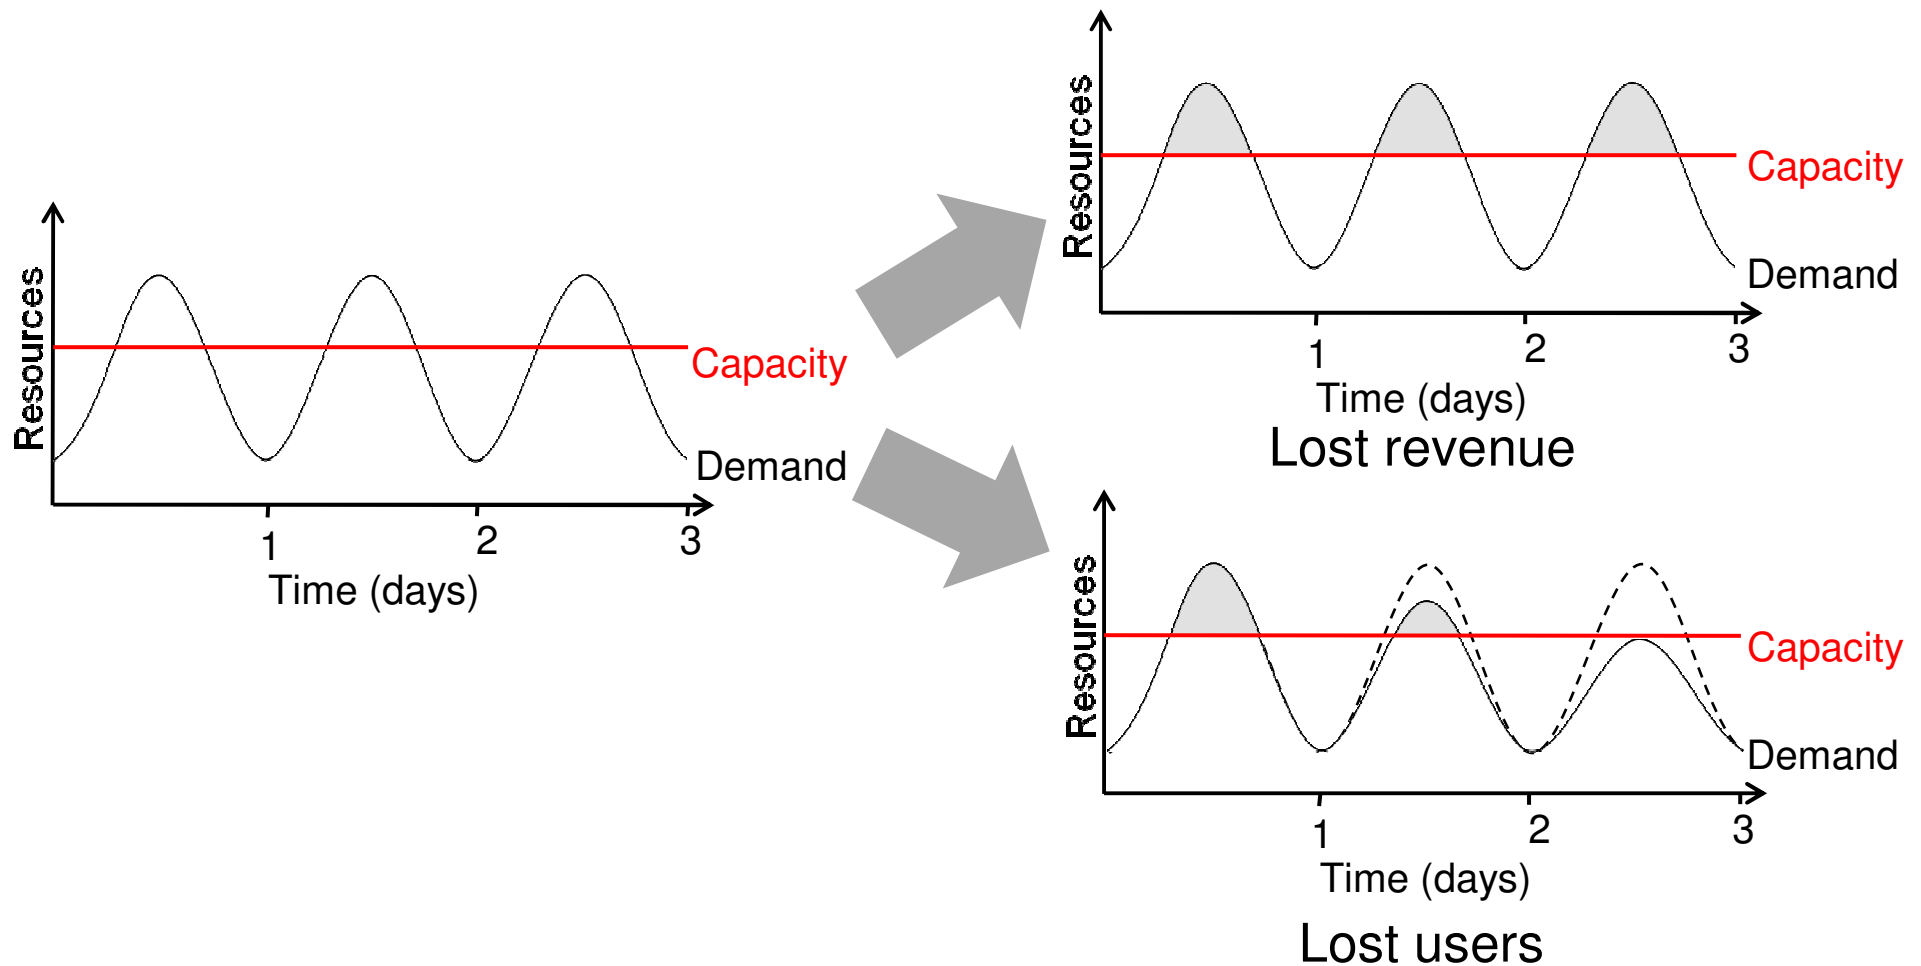 Resources
Capacity
Demand
1
2
3
Time (days)
Resources
Capacity
Demand
1
2
3
Time (days)
Lost revenue
Resources
Capacity
Demand
1
2
3
Time (days)
Lost users